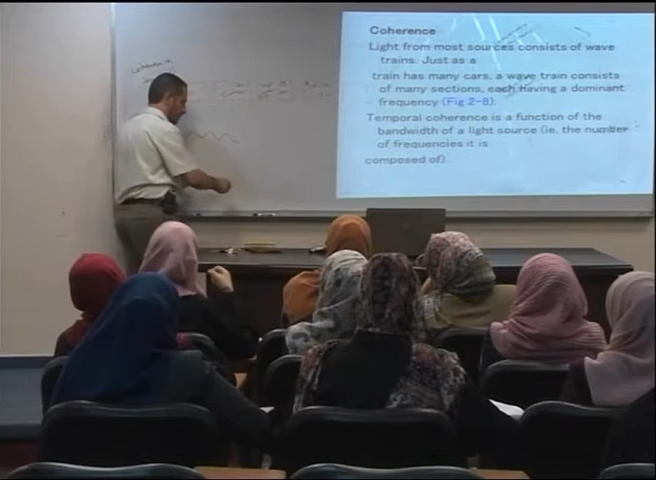 Coherence
Light from most sources consists of wave
trains. Just as a
train has many cars, a wave train consists
of many sections, each having a dominant
frequency (Fig 2-8).
Temporal coherence is a function of the
bandwidth of a light source (ie. the number
of frequencies it is
composed of).